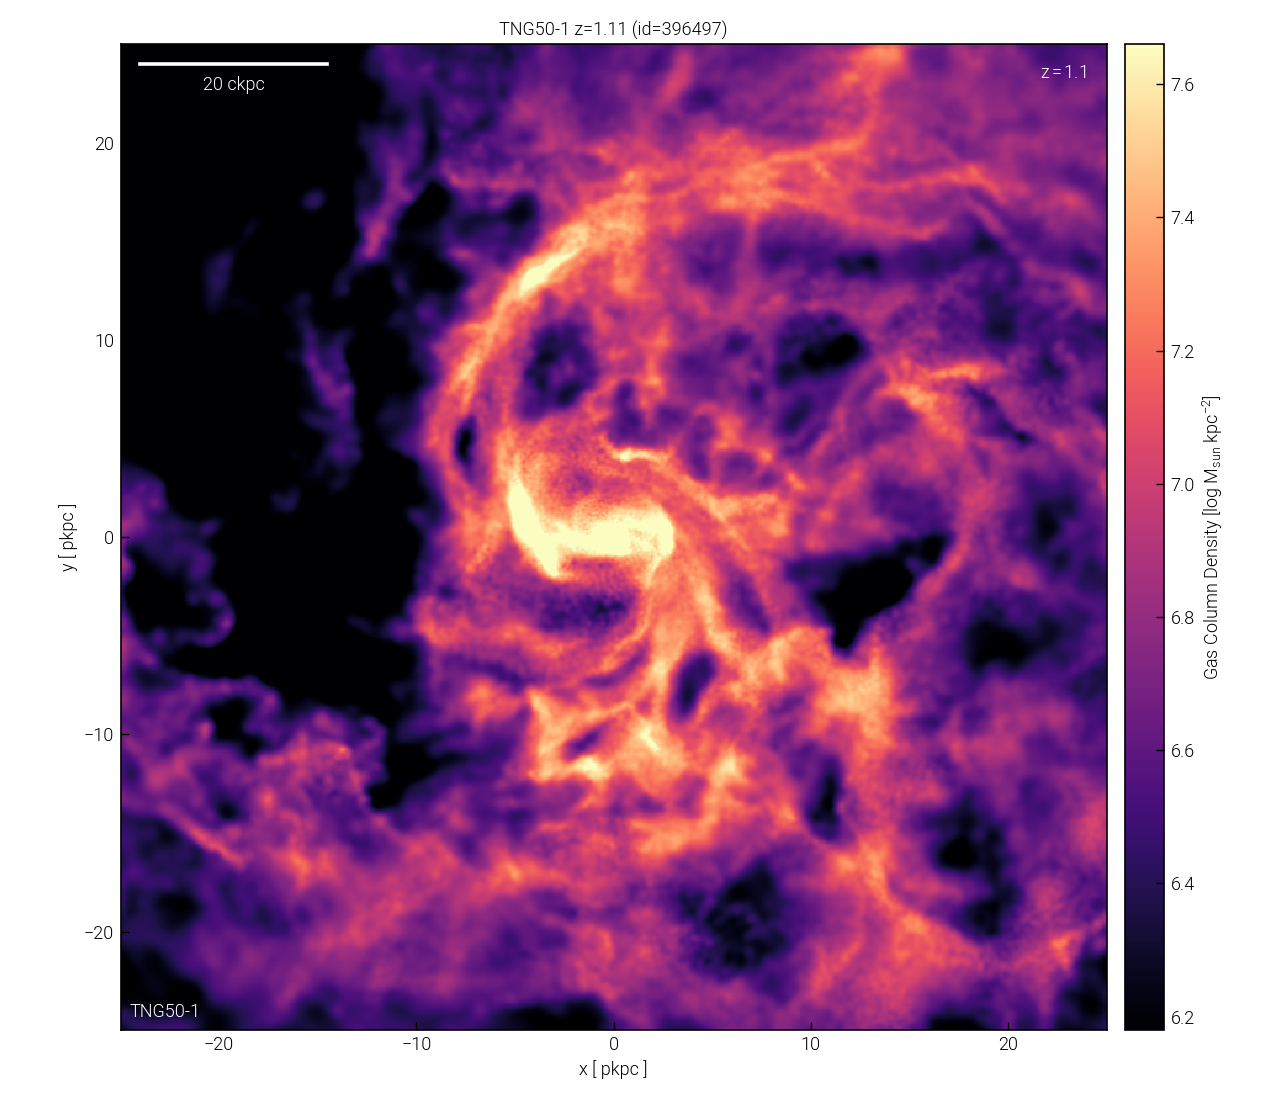 TNG50-1 z=1.11 (id=396497)
20 ckpc
z = 1.1
TNG50-1
20
10
0
−10
−20
y [ pkpc ]
−20
−10
0
10
20
x [ pkpc ]
7.6
7.4
7.2
7.0
6.8
6.6
6.4
6.2
Gas Column Density [log M_sun kpc⁻²]